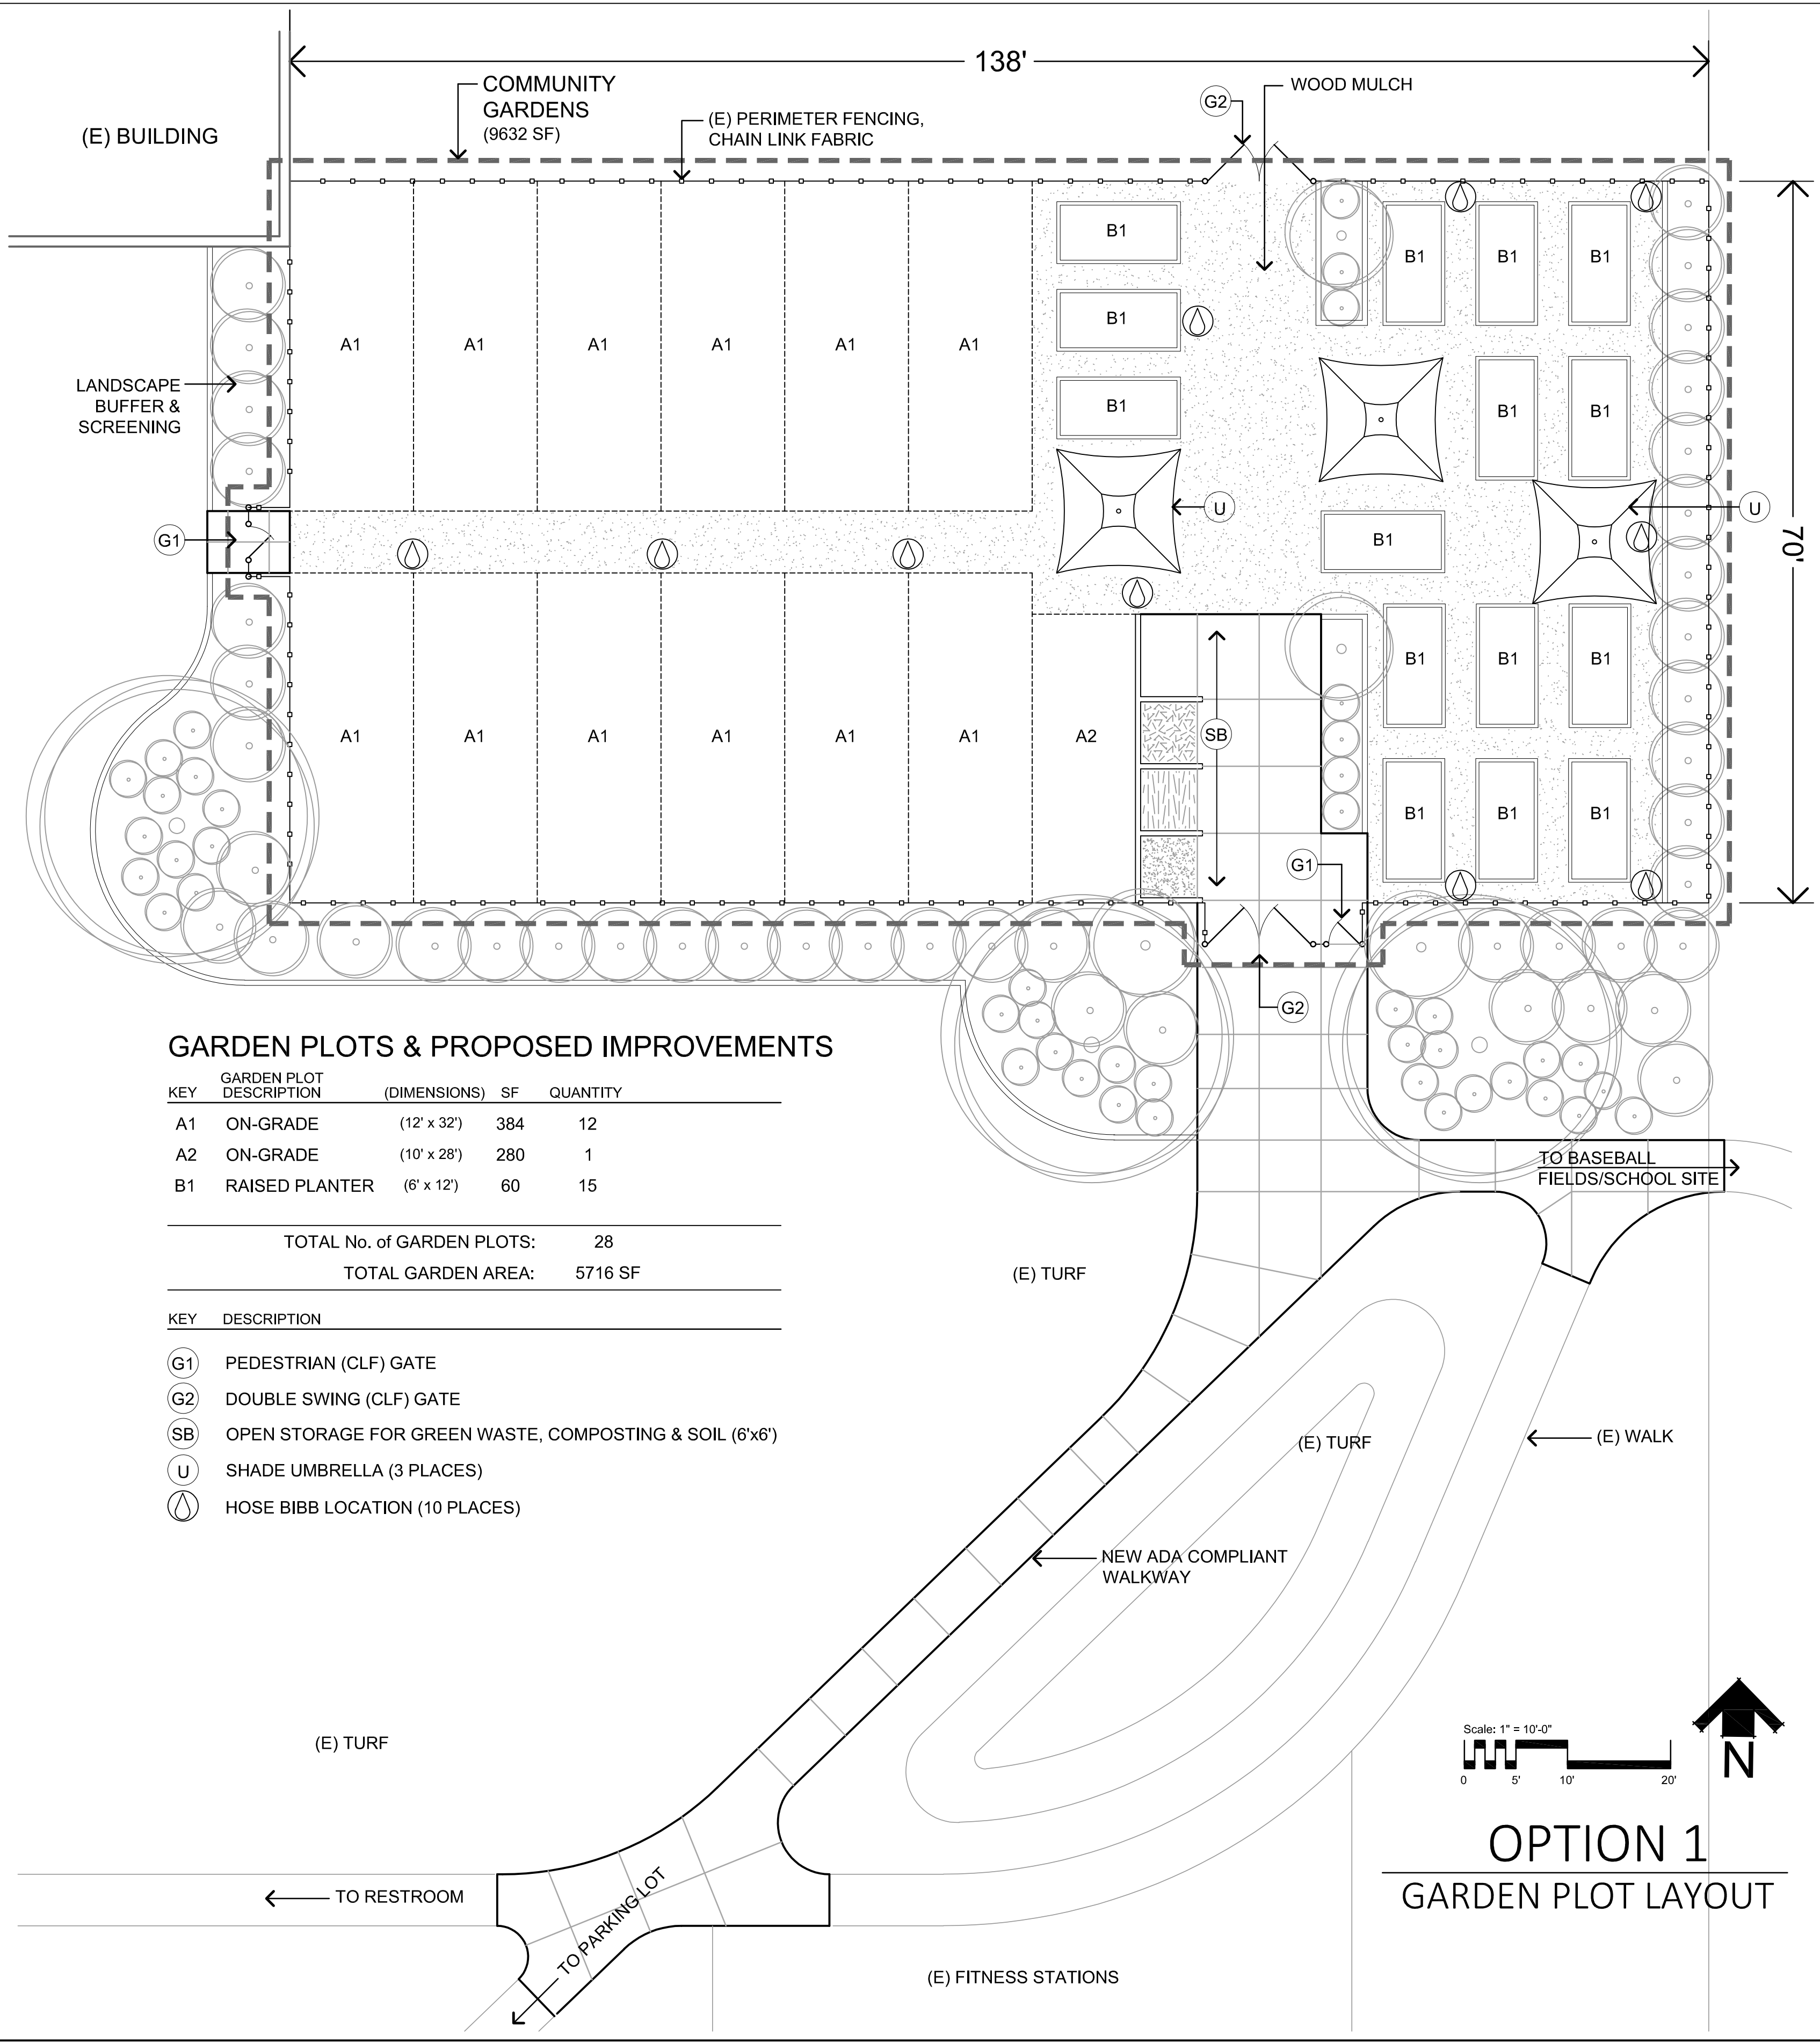 138'
COMMUNITY
GARDENS
(9632 SF)
(E) BUILDING
(E) PERIMETER FENCING,
CHAIN LINK FABRIC
G2
WOOD MULCH
B1
B1 B1 B1
B1
A1 A1 A1 A1 A1 A1
LANDSCAPE
BUFFER &
SCREENING
B1
B1 B1
U
U
G1
B1
70'
B1 B1 B1
A1 A1 A1 A1 A1 A1 A2
SB
B1 B1 B1
G1
G2
GARDEN PLOTS & PROPOSED IMPROVEMENTS
KEY GARDEN PLOT DESCRIPTION (DIMENSIONS) SF QUANTITY
A1 ON-GRADE (12' x 32') 384 12
A2 ON-GRADE (10' x 28') 280 1
B1 RAISED PLANTER (6' x 12') 60 15
TOTAL No. of GARDEN PLOTS: 28
TOTAL GARDEN AREA: 5716 SF
KEY DESCRIPTION
G1 PEDESTRIAN (CLF) GATE
G2 DOUBLE SWING (CLF) GATE
SB OPEN STORAGE FOR GREEN WASTE, COMPOSTING & SOIL (6'x6')
U SHADE UMBRELLA (3 PLACES)
HOSE BIBB LOCATION (10 PLACES)
TO BASEBALL
FIELDS/SCHOOL SITE
(E) TURF
(E) TURF
(E) WALK
NEW ADA COMPLIANT
WALKWAY
(E) TURF
Scale: 1" = 10'-0"
0 5' 10' 20'
N
OPTION 1
GARDEN PLOT LAYOUT
TO RESTROOM
TO PARKING LOT
(E) FITNESS STATIONS